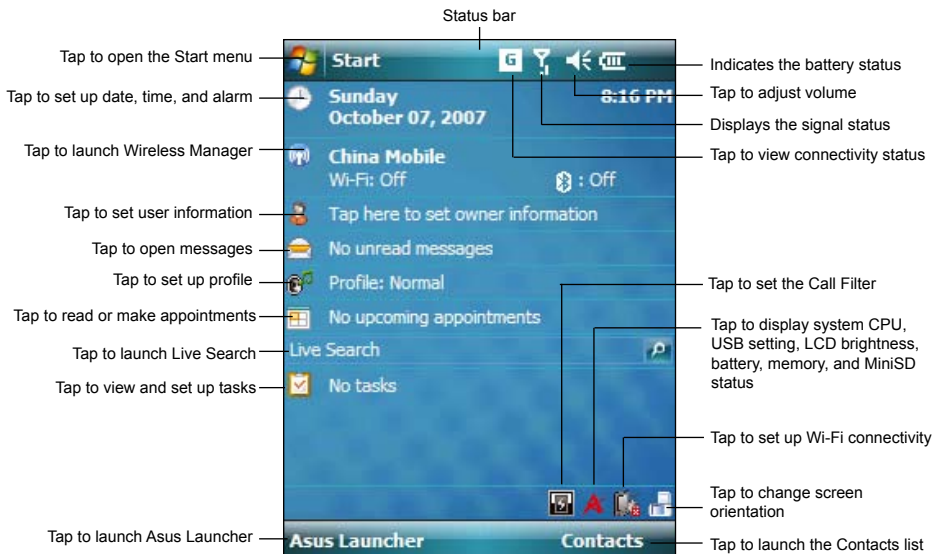 Status bar
Tap to open the Start menu
Start
G
Indicates the battery status
Tap to set up date, time, and alarm
Sunday
8:16 PM
October 07, 2007
Tap to adjust volume
Displays the signal status
Tap to launch Wireless Manager
China Mobile
Tap to view connectivity status
Wi-Fi: Off
: Off
Tap to set user information
Tap here to set owner information
Tap to open messages
No unread messages
Tap to set up profile
Profile: Normal
Tap to set the Call Filter
Tap to read or make appointments
No upcoming appointments
Tap to display system CPU,
USB setting, LCD brightness,
battery, memory, and MiniSD
status
Tap to launch Live Search
Live Search
Tap to view and set up tasks
No tasks
Tap to set up Wi-Fi connectivity
Tap to change screen
orientation
Tap to launch Asus Launcher
Asus Launcher
Contacts
Tap to launch the Contacts list